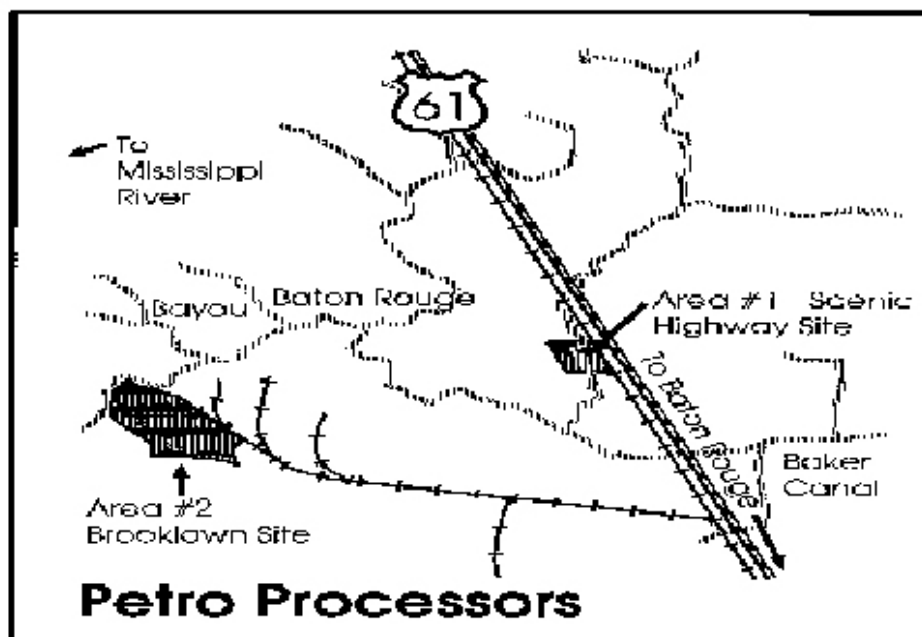 61
To
Mississippi
River
Bayou Baton Rouge
Area #1 Scenic
Highway Site
To Baton Rouge
Baker
Canal
Area #2
Brooklawn Site
Petro Processors